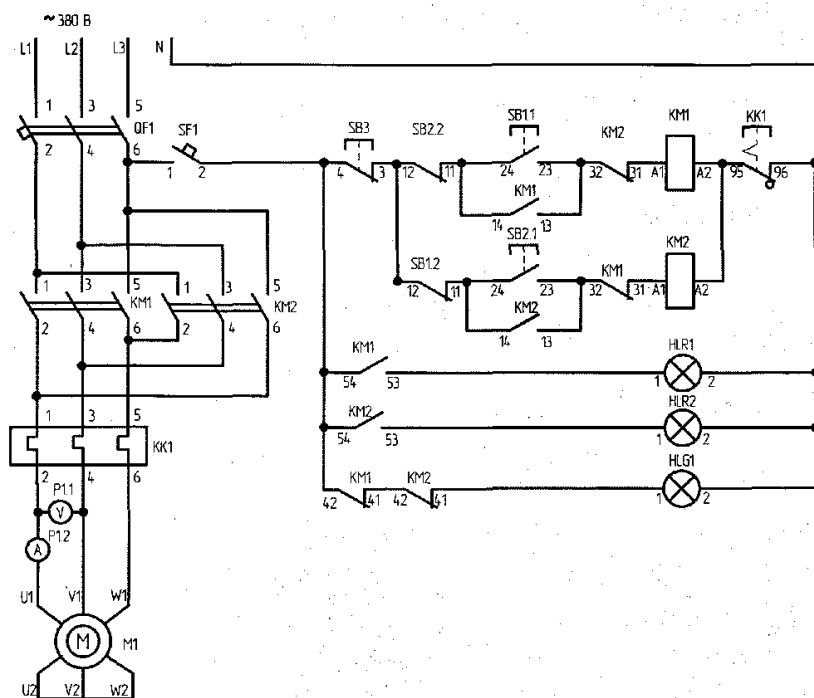 ~380 В
L1 L2 L3 N
1 3 5
QF1 SF1 SB3 SB2.2 SB1.1 KM2 KM1 KK1
2 4 6 1 2 4 3 12 11 24 23 32 31 A1 A2 95 96
KM1
14 13
SB2.1
KM2
1 3 5 1 3 5
KM1 KM2 SB1.2 KM1
2 4 6 2 4 6 12 11 24 23 32 31 A1 A2
KM2
14 13
KM1 HLR1
54 53 1 2
KM2 HLR2
54 53 1 2
1 3 5
KK1
2 4 6
KM1 KM2 HLG1
42 41 42 41 1 2
P1.1
V
P1.2
A
U1 V1 W1
M M1
U2 V2 W2